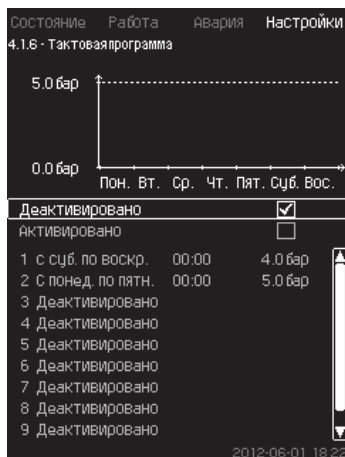 Состояние Работа Авария Настройки
4.1.6 - Тактовая программа
5.0 бар
0.0 бар
Пон. Вт. Ср. Чт. Пят. Суб. Вос.
Деактивировано
Активировано
1 с суб. по воскр. 00:00 4.0 бар
2 С понед. по пятн. 00:00 5.0 бар
3 Деактивировано
4 Деактивировано
5 Деактивировано
6 Деактивировано
7 Деактивировано
8 Деактивировано
9 Деактивировано
2012-06-01 18:22